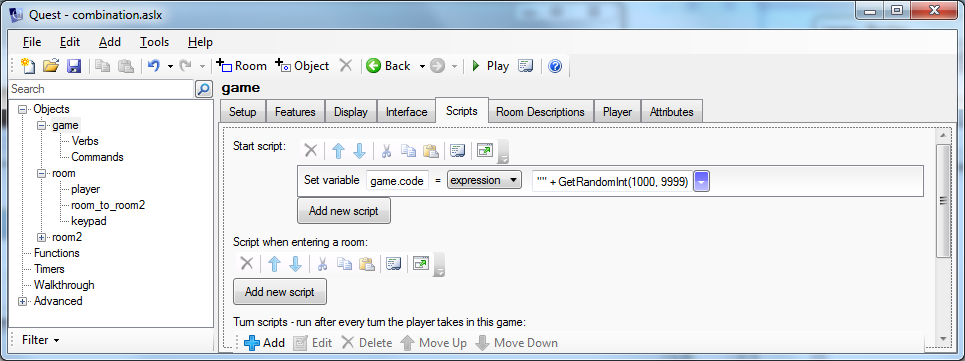 Quest - combination.aslx
File Edit Add Tools Help
Room Object Back Play
Search
Objects
game
Verbs
Commands
room
player
room_to_room2
keypad
room2
Functions
Timers
Walkthrough
Advanced
Filter
game
Setup Features Display Interface Scripts Room Descriptions Player Attributes
Start script:
Set variable game.code = expression "" + GetRandomInt(1000, 9999)
Add new script
Script when entering a room:
Add new script
Turn scripts - run after every turn the player takes in this game:
Add Edit Delete Move Up Move Down